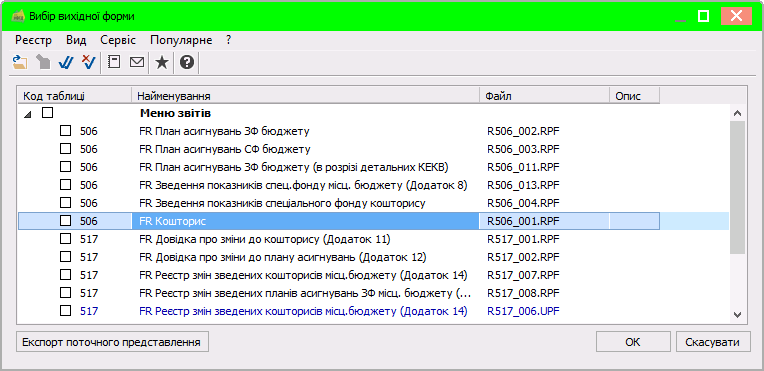 Вибір вихідної форми
Реєстр Вид Сервіс Популярне ?
Код таблиці Найменування Файл Опис
Меню звітів
506 FR План асигнувань ЗФ бюджету R506_002.RPF
506 FR План асигнувань СФ бюджету R506_003.RPF
506 FR План асигнувань ЗФ бюджету (в розрізі детальних КЕКВ) R506_011.RPF
506 FR Зведення показників спец.фонду місц. бюджету (Додаток 8) R506_013.RPF
506 FR Зведення показників спеціального фонду кошторису R506_004.RPF
506 FR Кошторис R506_001.RPF
517 FR Довідка про зміни до кошторису (Додаток 11) R517_001.RPF
517 FR Довідка про зміни до плану асигнувань (Додаток 12) R517_002.RPF
517 FR Реєстр змін зведених кошторисів місц.бюджету (Додаток 14) R517_007.RPF
517 FR Реєстр змін зведених планів асигнувань ЗФ місц. бюджету (... R517_008.RPF
517 FR Реєстр змін зведених кошторисів місц.бюджету (Додаток 14) R517_006.UPF
Експорт поточного представлення OK Скасувати